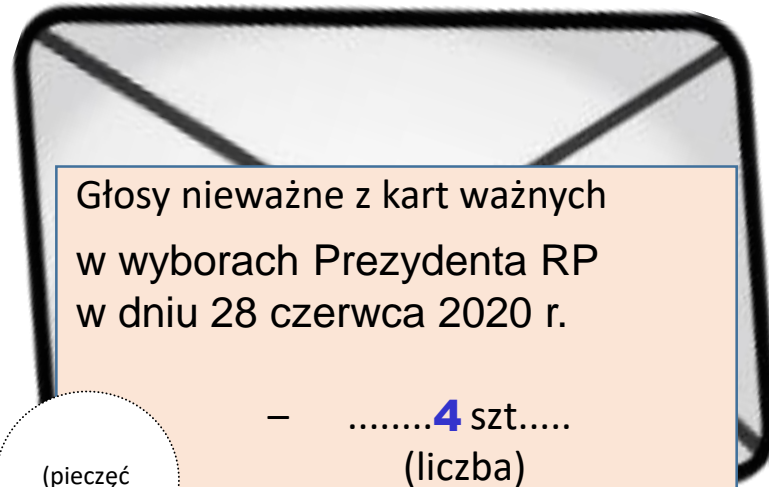 Głosy nieważne z kart ważnych
w wyborach Prezydenta RP
w dniu 28 czerwca 2020 r.
– ........4 szt.....
(liczba)
(pieczęć